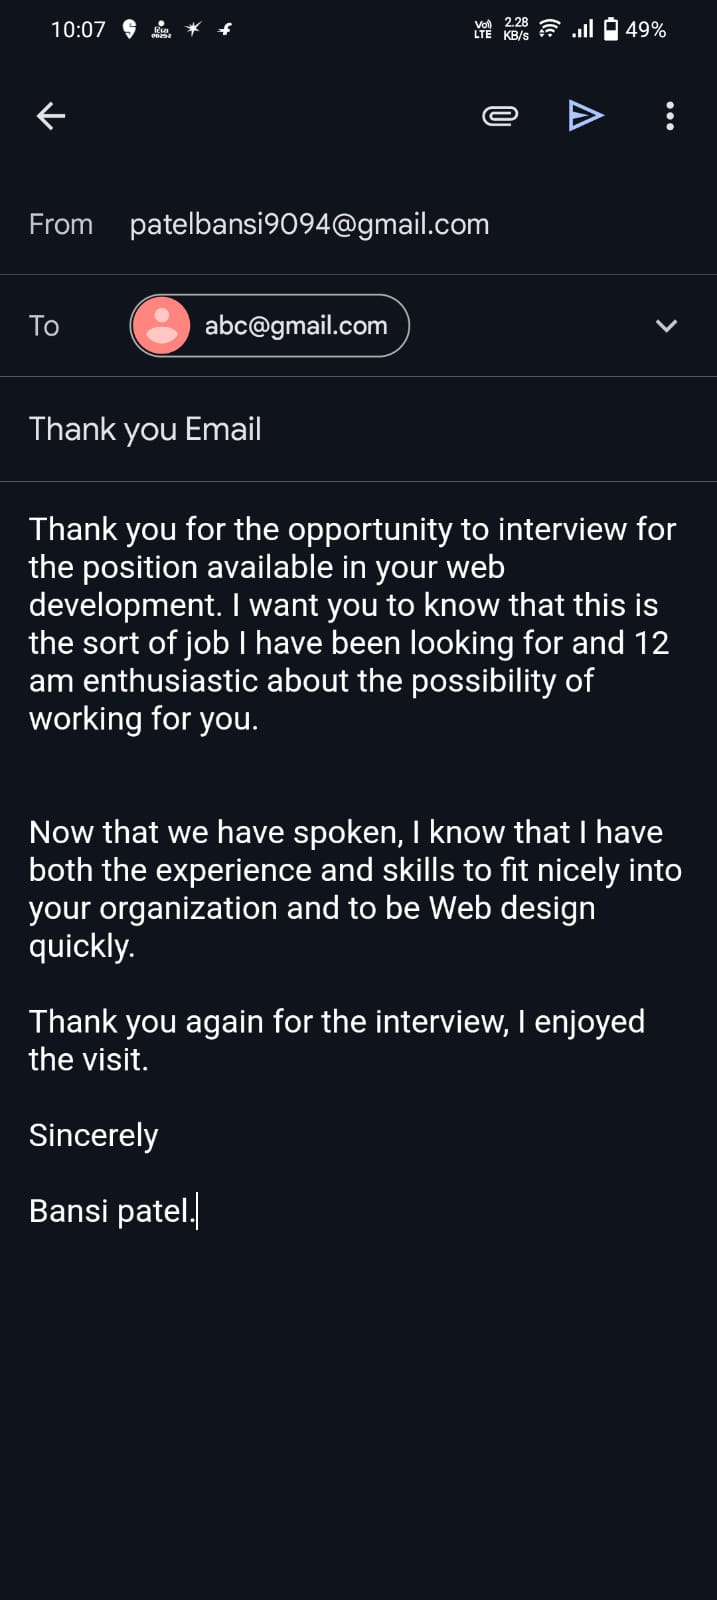 10:07
Vo) LTE 2.28 KB/s 49%
From patelbansi9094@gmail.com
To abc@gmail.com
Thank you Email
Thank you for the opportunity to interview for
the position available in your web
development. I want you to know that this is
the sort of job I have been looking for and 12
am enthusiastic about the possibility of
working for you.
Now that we have spoken, I know that I have
both the experience and skills to fit nicely into
your organization and to be Web design
quickly.
Thank you again for the interview, I enjoyed
the visit.
Sincerely
Bansi patel.